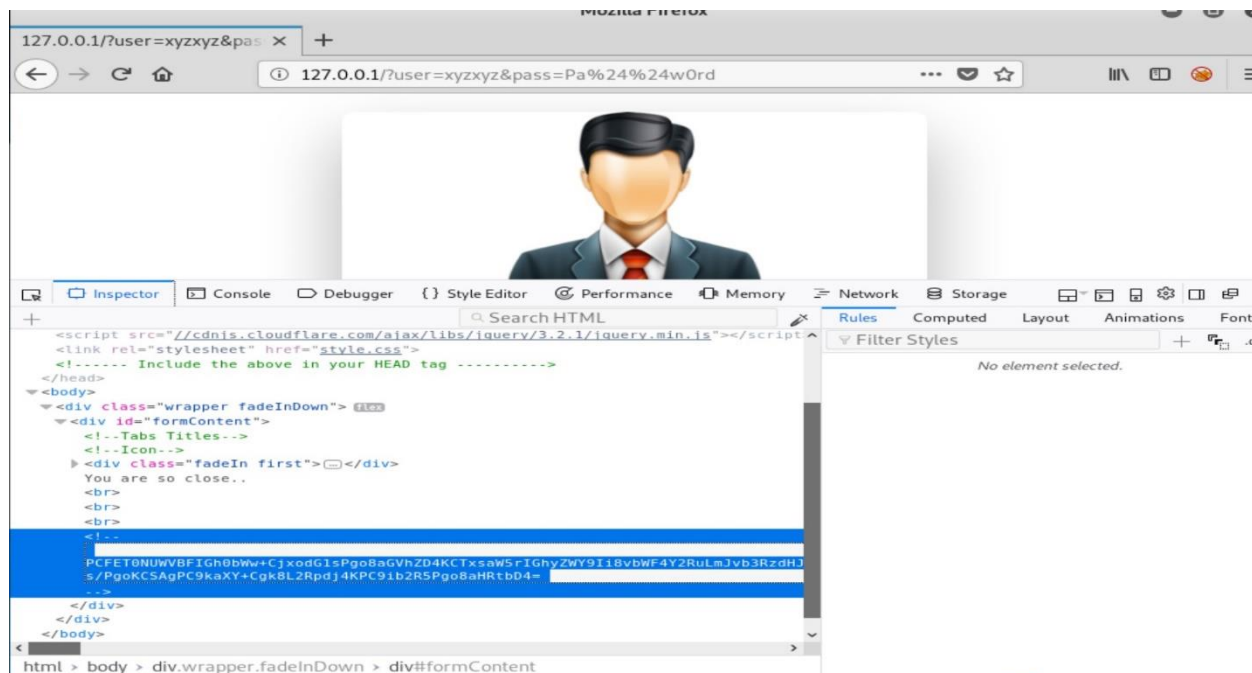 Mozilla Firefox
127.0.0.1/?user=xyzxyz&pas
127.0.0.1/?user=xyzxyz&pass=Pa%24%24w0rd
Inspector Console Debugger {} Style Editor Performance Memory Network Storage
Search HTML
Rules Computed Layout Animations Font
Filter Styles
No element selected.
<script src="//cdnjs.cloudflare.com/ajax/libs/jquery/3.2.1/jquery.min.js"></script>
<link rel="stylesheet" href="style.css">
<!------ Include the above in your HEAD tag ---------->
</head>
<body>
<div class="wrapper fadeInDown"> flex
<div id="formContent">
<!--Tabs Titles-->
<!--Icon-->
<div class="fadeIn first"></div>
You are so close..
<br>
<br>
<br>
<!--
PCFET0NUWVBFIGh0bWw+CjxodG1sPgo8aGVhZD4KCTxsaW5rIGhyZWY9Ii8vbWF4Y2RuLmJvb3RzdHJ
s/PgoKCSAgPC9kaXY+Cgk8L2Rpdj4KPC9ib2R5Pgo8aHRtbD4=
-->
</div>
</div>
</body>
html > body > div.wrapper.fadeInDown > div#formContent